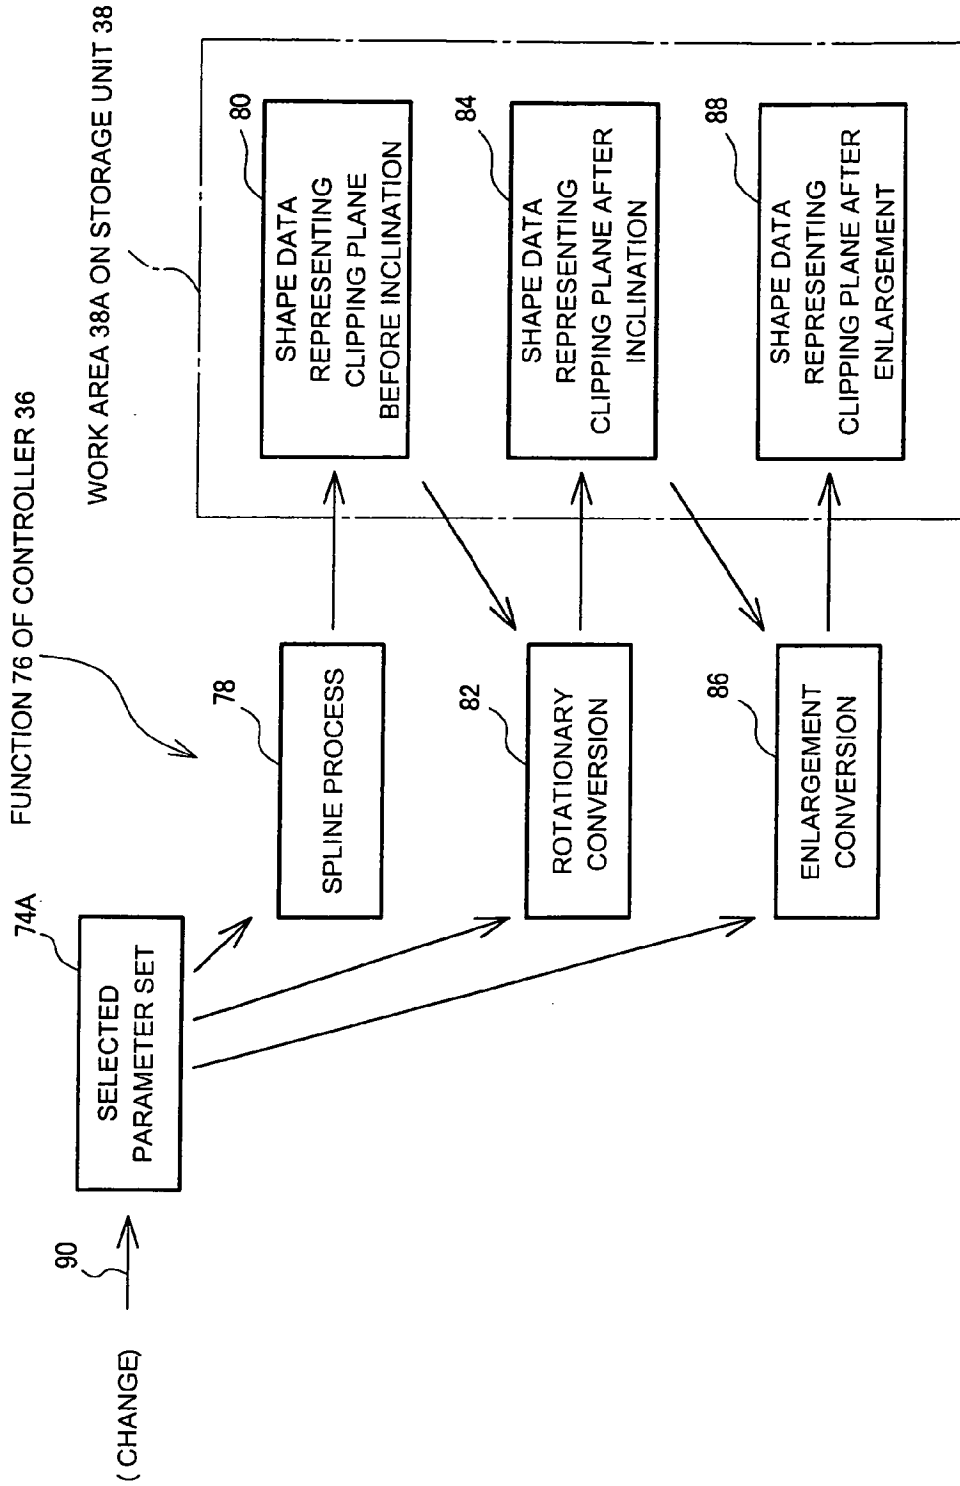 FUNCTION 76 OF CONTROLLER 36
WORK AREA 38A ON STORAGE UNIT 38
(CHANGE)
90
74A
SELECTED
PARAMETER SET
78
SPLINE PROCESS
80
SHAPE DATA
REPRESENTING
CLIPPING PLANE
BEFORE INCLINATION
82
ROTATIONARY
CONVERSION
84
SHAPE DATA
REPRESENTING
CLIPPING PLANE AFTER
INCLINATION
86
ENLARGEMENT
CONVERSION
88
SHAPE DATA
REPRESENTING
CLIPPING PLANE AFTER
ENLARGEMENT